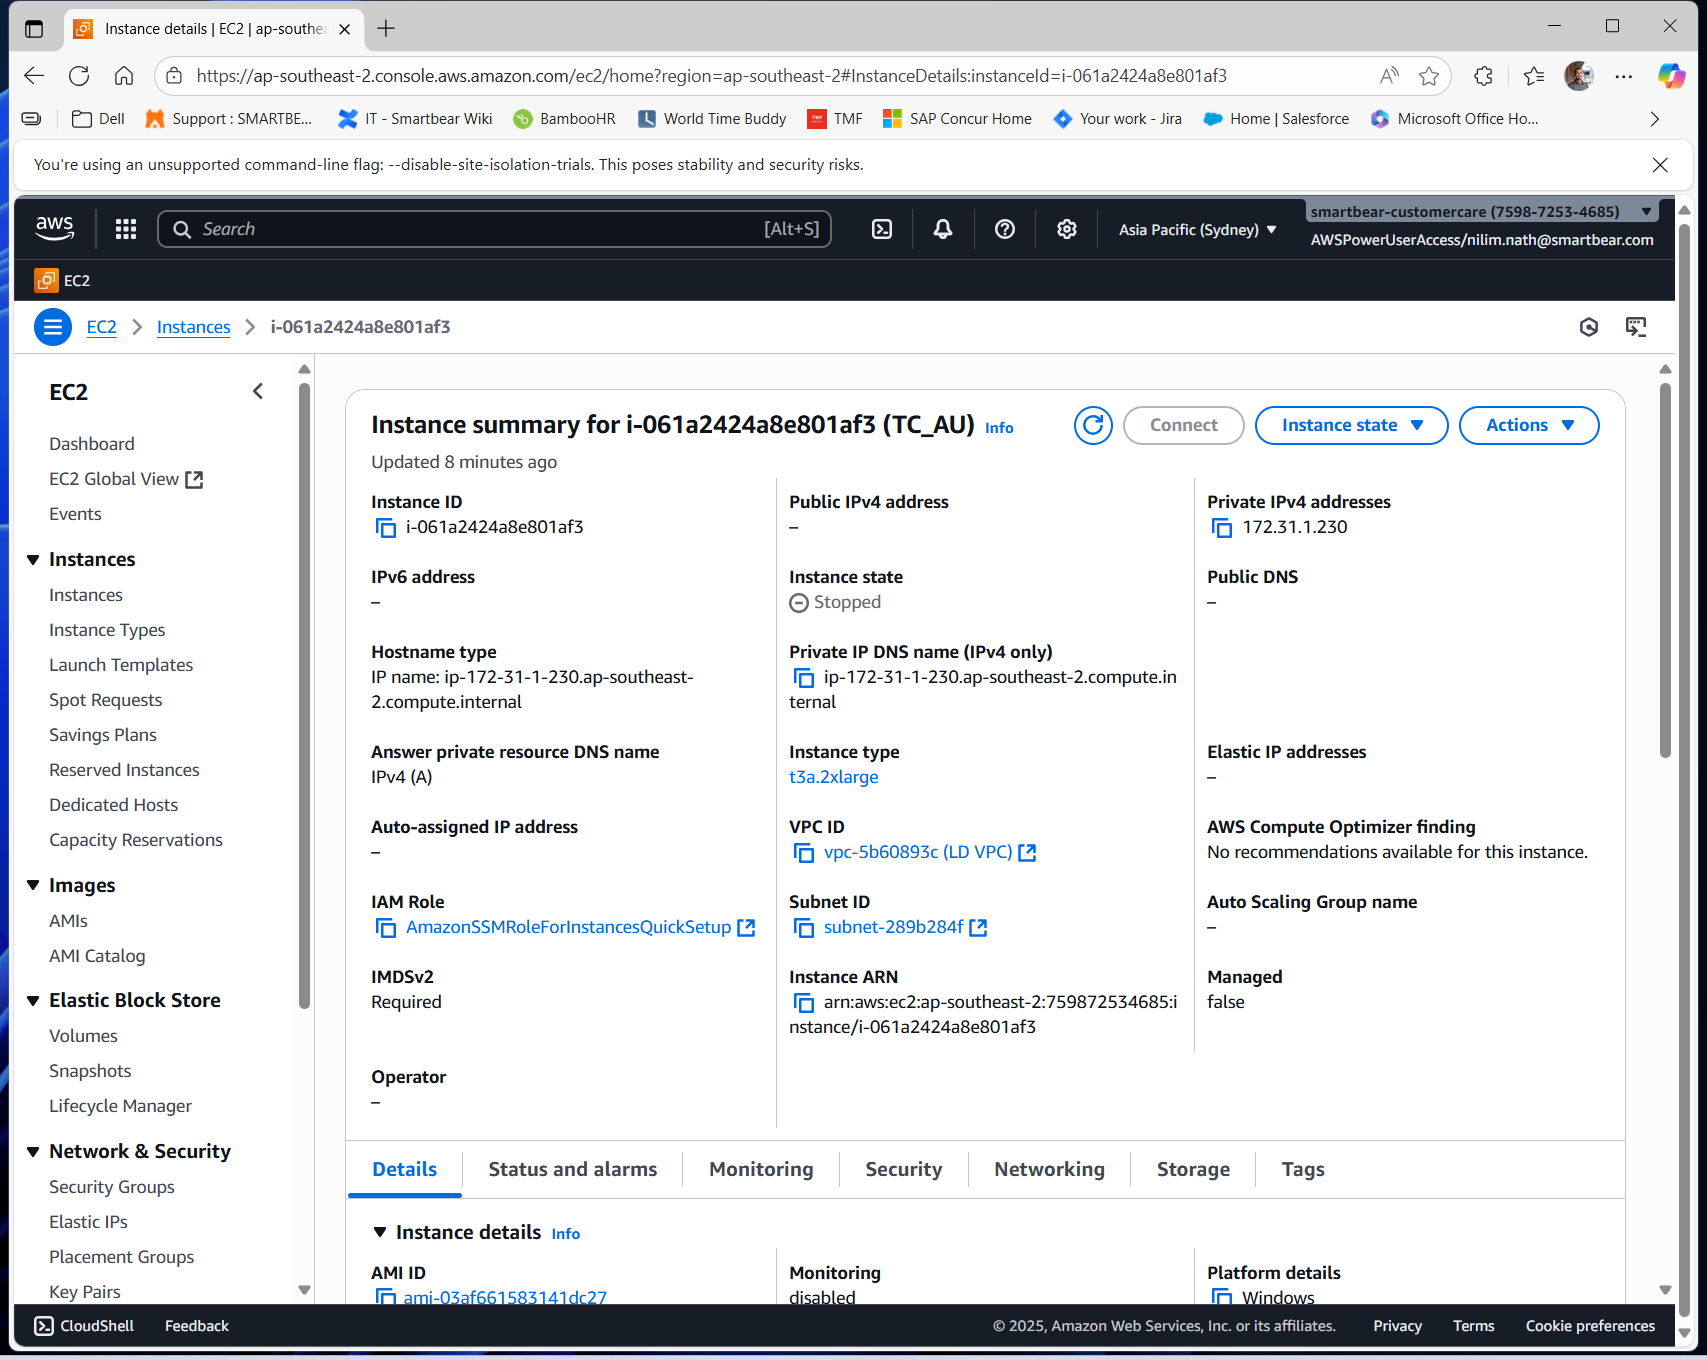 Instance details | EC2 | ap-southea
https://ap-southeast-2.console.aws.amazon.com/ec2/home?region=ap-southeast-2#InstanceDetails:instanceId=i-061a2424a8e801af3
Dell
Support : SMARTBE...
IT - Smartbear Wiki
BambooHR
World Time Buddy
TMF
SAP Concur Home
Your work - Jira
Home | Salesforce
Microsoft Office Ho...
You're using an unsupported command-line flag: --disable-site-isolation-trials. This poses stability and security risks.
aws
Search
[Alt+S]
Asia Pacific (Sydney)
smartbear-customercare (7598-7253-4685)
AWSPowerUserAccess/nilim.nath@smartbear.com
EC2
EC2
Instances
i-061a2424a8e801af3
EC2
Dashboard
EC2 Global View
Events
Instances
Instances
Instance Types
Launch Templates
Spot Requests
Savings Plans
Reserved Instances
Dedicated Hosts
Capacity Reservations
Images
AMIs
AMI Catalog
Elastic Block Store
Volumes
Snapshots
Lifecycle Manager
Network & Security
Security Groups
Elastic IPs
Placement Groups
Key Pairs
Instance summary for i-061a2424a8e801af3 (TC_AU) Info
Updated 8 minutes ago
Connect
Instance state
Actions
Instance ID
i-061a2424a8e801af3
Public IPv4 address
–
Private IPv4 addresses
172.31.1.230
IPv6 address
–
Instance state
Stopped
Public DNS
–
Hostname type
IP name: ip-172-31-1-230.ap-southeast-
2.compute.internal
Private IP DNS name (IPv4 only)
ip-172-31-1-230.ap-southeast-2.compute.in
ternal
Answer private resource DNS name
IPv4 (A)
Instance type
t3a.2xlarge
Elastic IP addresses
–
Auto-assigned IP address
–
VPC ID
vpc-5b60893c (LD VPC)
AWS Compute Optimizer finding
No recommendations available for this instance.
IAM Role
AmazonSSMRoleForInstancesQuickSetup
Subnet ID
subnet-289b284f
Auto Scaling Group name
–
IMDSv2
Required
Instance ARN
arn:aws:ec2:ap-southeast-2:759872534685:i
nstance/i-061a2424a8e801af3
Managed
false
Operator
–
Details
Status and alarms
Monitoring
Security
Networking
Storage
Tags
Instance details Info
AMI ID
ami-03af661583141dc27
Monitoring
disabled
Platform details
Windows
CloudShell
Feedback
© 2025, Amazon Web Services, Inc. or its affiliates.
Privacy
Terms
Cookie preferences